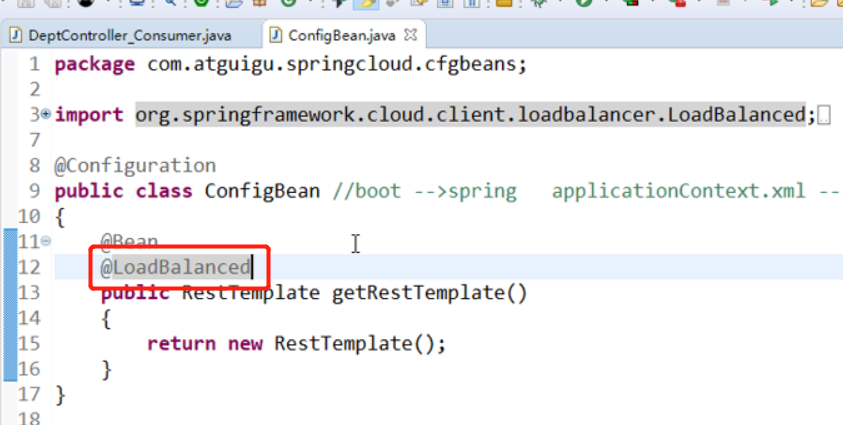 DeptController_Consumer.java ConfigBean.java
1 package com.atguigu.springcloud.cfgbeans;
2
3 import org.springframework.cloud.client.loadbalancer.LoadBalanced;
7
8 @Configuration
9 public class ConfigBean //boot -->spring applicationContext.xml --
10 {
11 @Bean
12 @LoadBalanced
13 public RestTemplate getRestTemplate()
14 {
15 return new RestTemplate();
16 }
17 }
18